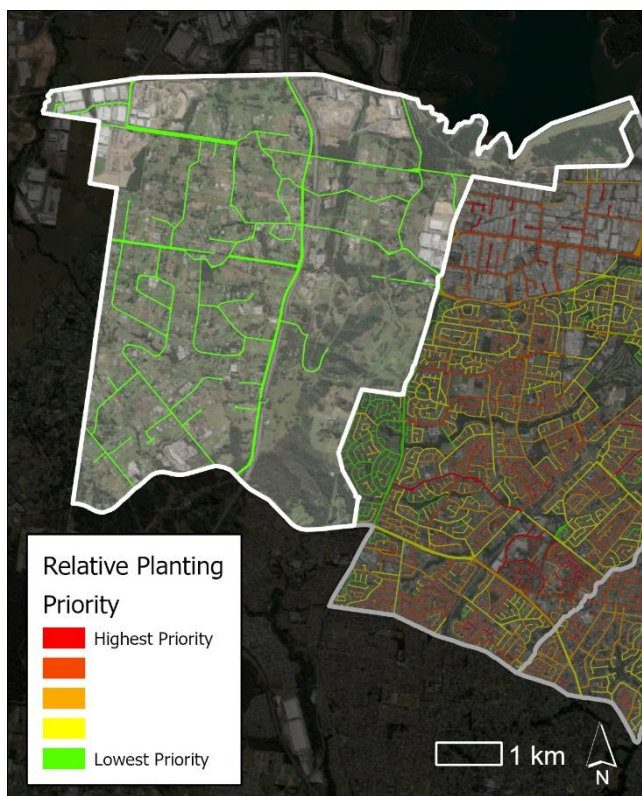 Relative Planting
Priority
Highest Priority
Lowest Priority
1 km
N